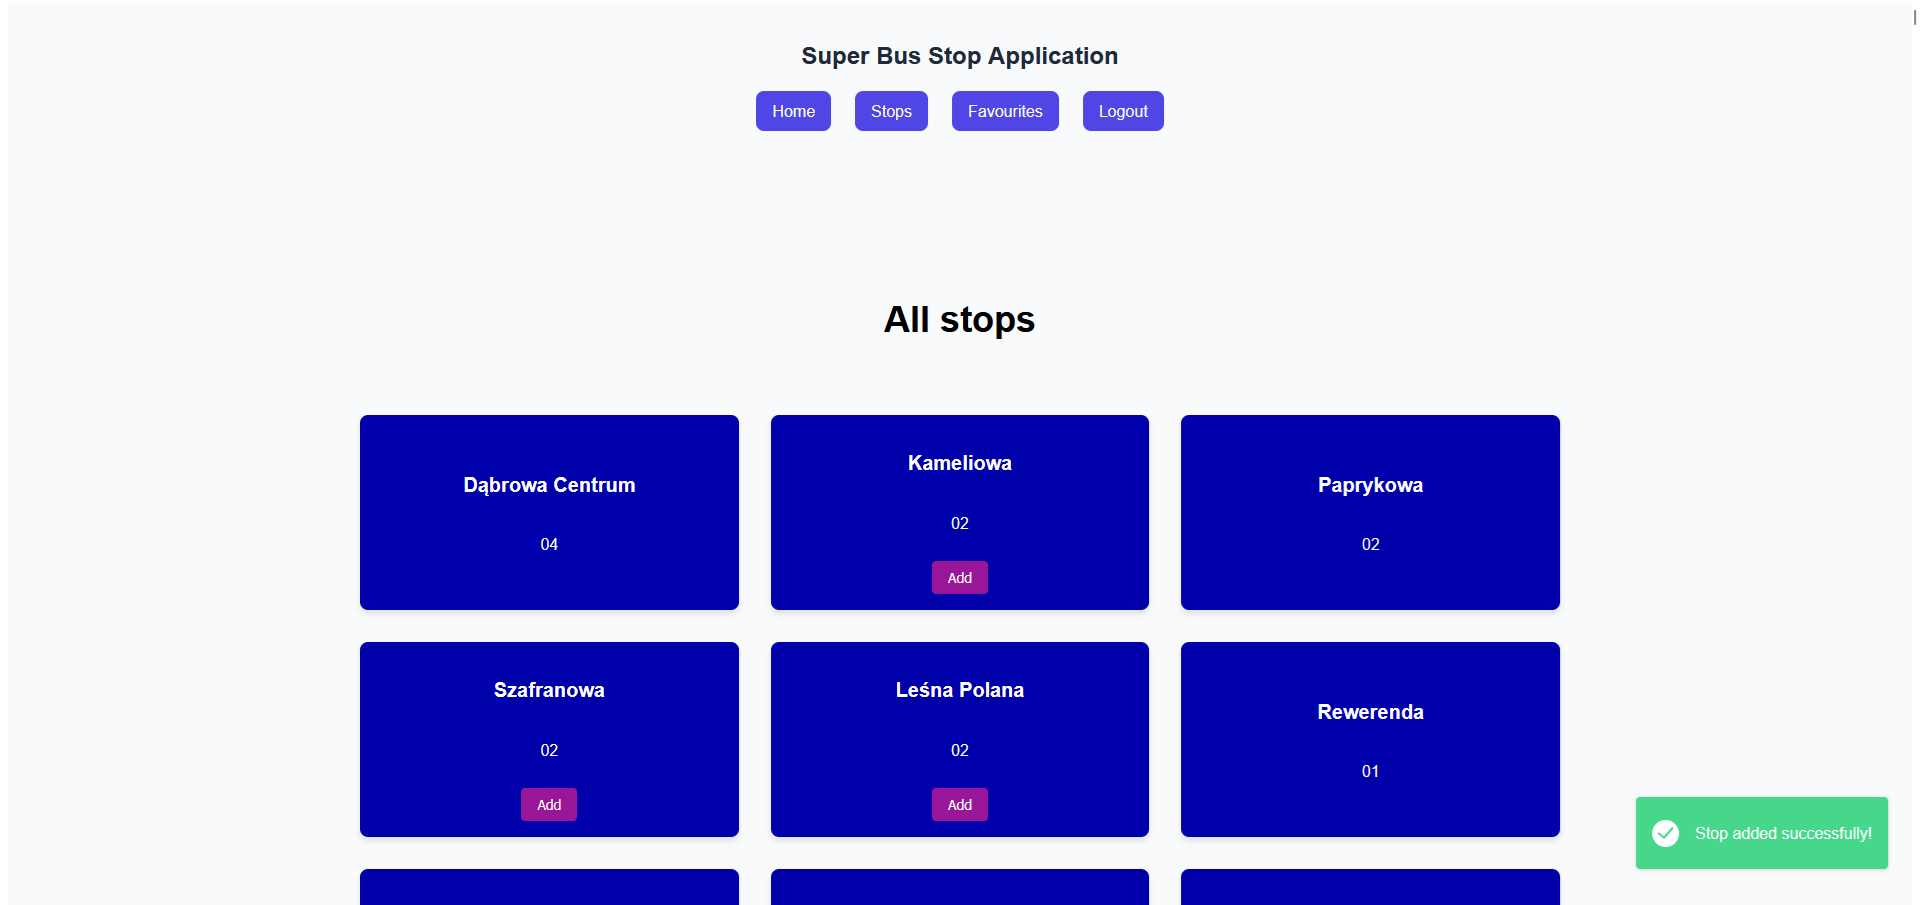 Super Bus Stop Application
Home Stops Favourites Logout
All stops
Dąbrowa Centrum
04
Kameliowa
02
Add
Paprykowa
02
Szafranowa
02
Add
Leśna Polana
02
Add
Rewerenda
01
Stop added successfully!